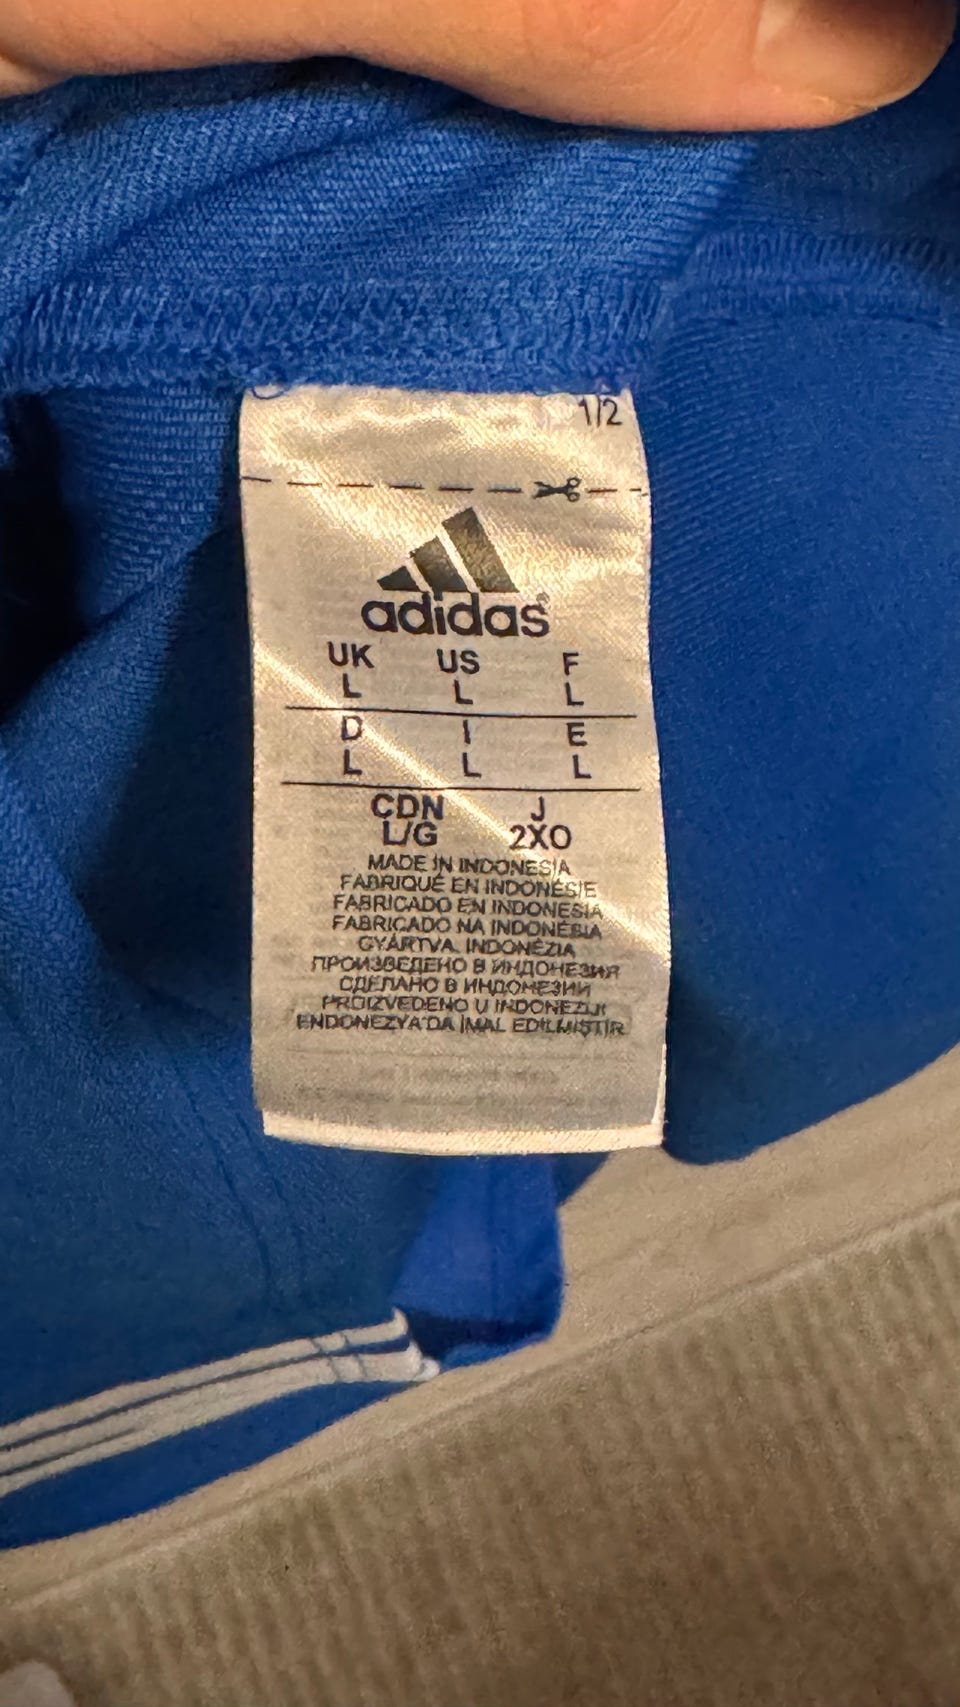 1/2
adidas®
UK US F
L L L
D I E
L L L
CDN J
L/G 2XO
MADE IN INDONESIA
FABRIQUÉ EN INDONÉSIE
FABRICADO EN INDONESIA
FABRICADO NA INDONÉSIA
GYÁRTVA. INDONÉZIA
ПРОИЗВЕДЕНО В ИНДОНЕЗИЯ
СДЕЛАНО В ИНДОНЕЗИИ
PROIZVEDENO U INDONEZIJI
ENDONEZYA'DA İMAL EDİLMİŞTİR